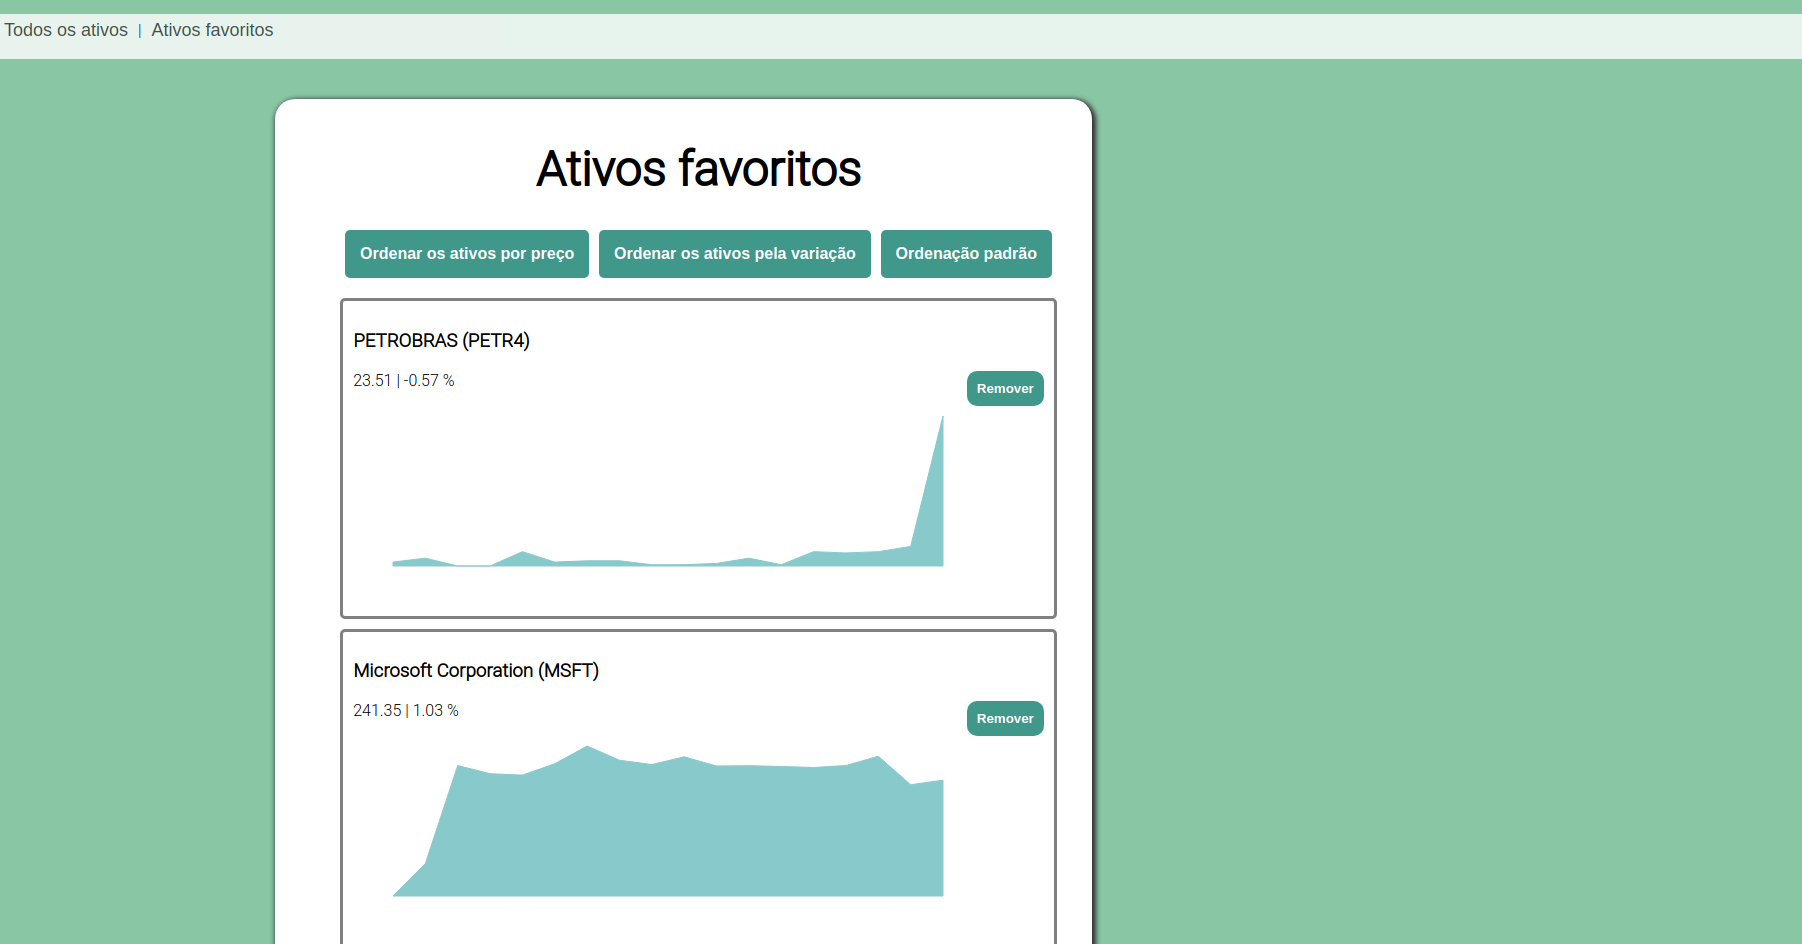 Todos os ativos | Ativos favoritos
Ativos favoritos
Ordenar os ativos por preço Ordenar os ativos pela variação Ordenação padrão
PETROBRAS (PETR4)
23.51 | -0.57 %
Remover
Microsoft Corporation (MSFT)
241.35 | 1.03 %
Remover